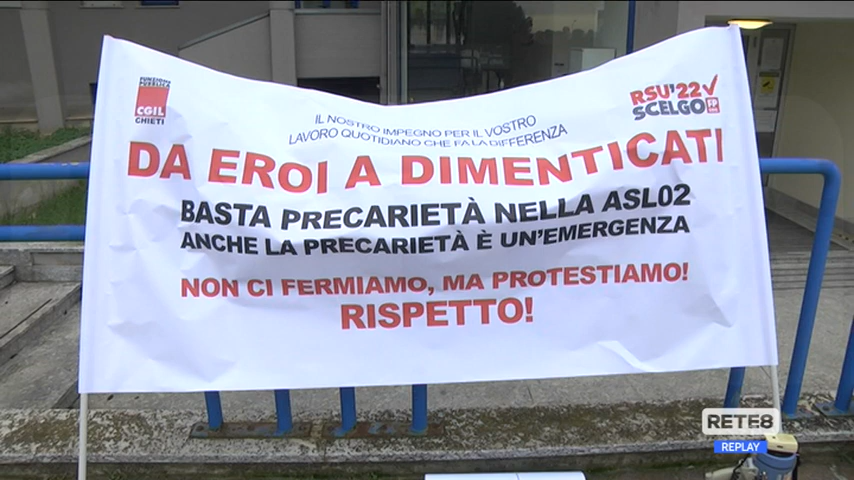 FUNZIONE
PUBBLICA
CGIL
CHIETI
RSU'22
SCELGO FP
IL NOSTRO IMPEGNO PER IL VOSTRO
LAVORO QUOTIDIANO CHE FA LA DIFFERENZA
DA EROI A DIMENTICATI
BASTA PRECARIETÀ NELLA ASL02
ANCHE LA PRECARIETÀ È UN'EMERGENZA
NON CI FERMIAMO, MA PROTESTIAMO!
RISPETTO!
RETE8
REPLAY